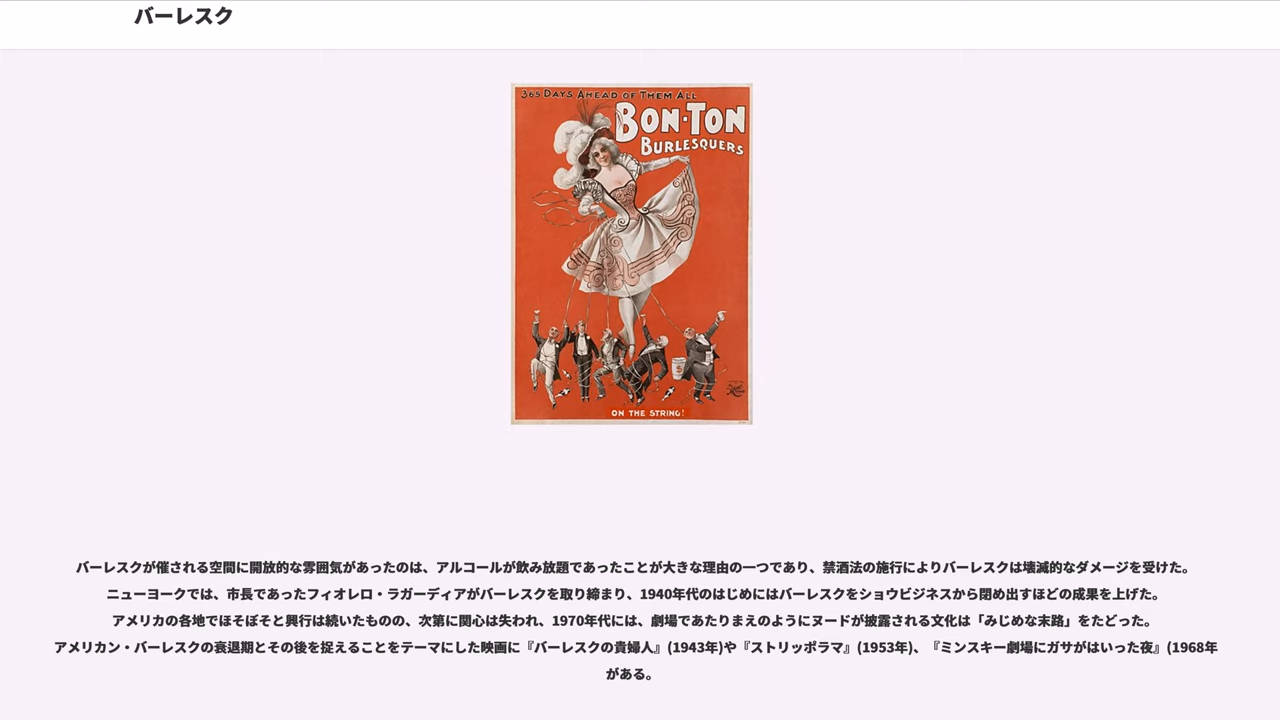 バーレスク
365 DAYS AHEAD OF THEM ALL
BON-TON
BURLESQUERS
$
ON THE STRING!
バーレスクが催される空間に開放的な雰囲気があったのは、アルコールが飲み放題であったことが大きな理由の一つであり、禁酒法の施行によりバーレスクは壊滅的なダメージを受けた。
ニューヨークでは、市長であったフィオレロ・ラガーディアがバーレスクを取り締まり、1940年代のはじめにはバーレスクをショウビジネスから閉め出すほどの成果を上げた。
アメリカの各地でほそぼそと興行は続いたものの、次第に関心は失われ、1970年代には、劇場であたりまえのようにヌードが披露される文化は「みじめな末路」をたどった。
アメリカン・バーレスクの衰退期とその後を捉えることをテーマにした映画に『バーレスクの貴婦人』(1943年)や『ストリッポラマ』(1953年)、『ミンスキー劇場にガサがはいった夜』(1968年
がある。